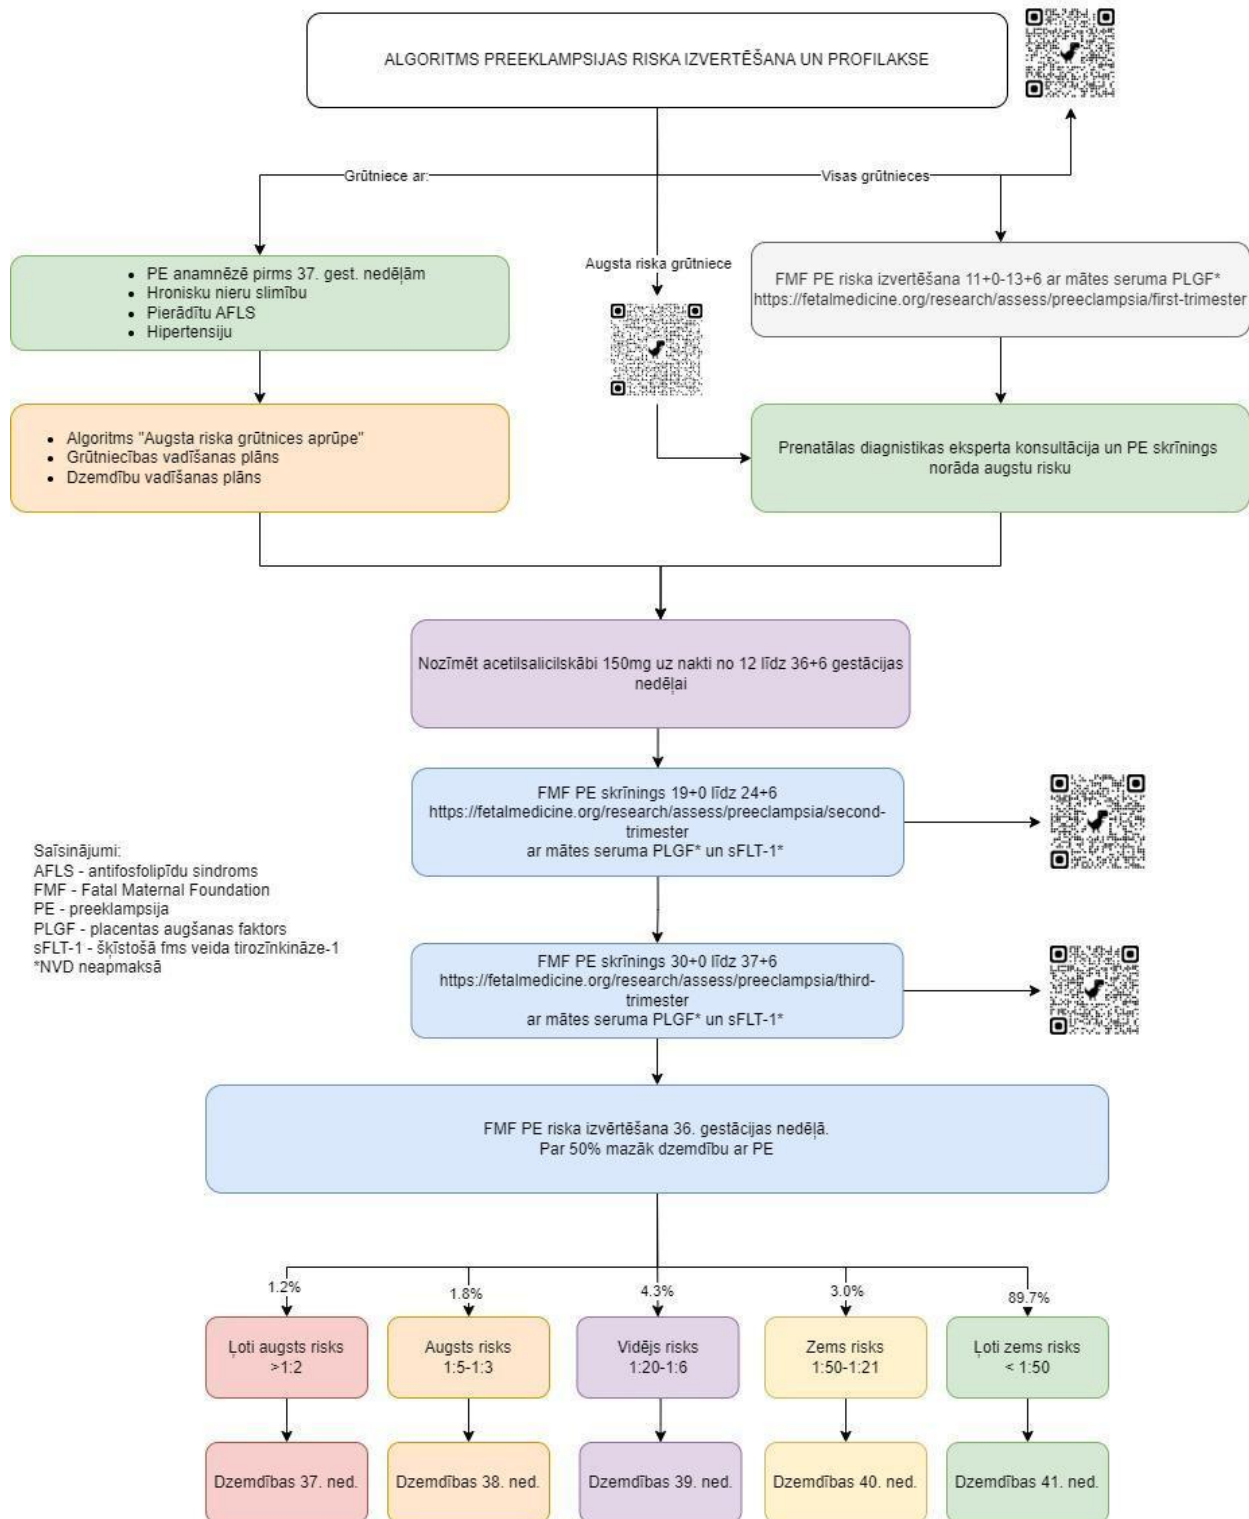 ALGORITMS PREEKLAMPSIJAS RISKA IZVERTĒŠANA UN PROFILAKSE
Grūtniece ar:
Visas grūtnieces
• PE anamnēzē pirms 37. gest. nedēļām
• Hronisku nieru slimību
• Pierādītu AFLS
• Hipertensiju
Augsta riska grūtniece
FMF PE riska izvertēšana 11+0-13+6 ar mātes seruma PLGF*
https://fetalmedicine.org/research/assess/preeclampsia/first-trimester
• Algoritms "Augsta riska grūtnices aprūpe"
• Grūtniecības vadīšanas plāns
• Dzemdību vadīšanas plāns
Prenatālas diagnostikas eksperta konsultācija un PE skrīnings
norāda augstu risku
Nozīmēt acetilsalicilskābi 150mg uz nakti no 12 līdz 36+6 gestācijas
nedēļai
FMF PE skrīnings 19+0 līdz 24+6
https://fetalmedicine.org/research/assess/preeclampsia/second-
trimester
ar mātes seruma PLGF* un sFLT-1*
Saīsinājumi:
AFLS - antifosfolipīdu sindroms
FMF - Fatal Maternal Foundation
PE - preeklampsija
PLGF - placentas augšanas faktors
sFLT-1 - šķīstošā fms veida tirozīnkināze-1
*NVD neapmaksā
FMF PE skrīnings 30+0 līdz 37+6
https://fetalmedicine.org/research/assess/preeclampsia/third-
trimester
ar mātes seruma PLGF* un sFLT-1*
FMF PE riska izvērtēšana 36. gestācijas nedēļā.
Par 50% mazāk dzemdību ar PE
1.2%
1.8%
4.3%
3.0%
89.7%
Ļoti augsts risks
>1:2
Augsts risks
1:5-1:3
Vidējs risks
1:20-1:6
Zems risks
1:50-1:21
Ļoti zems risks
< 1:50
Dzemdības 37. ned.
Dzemdības 38. ned.
Dzemdības 39. ned.
Dzemdības 40. ned.
Dzemdības 41. ned.